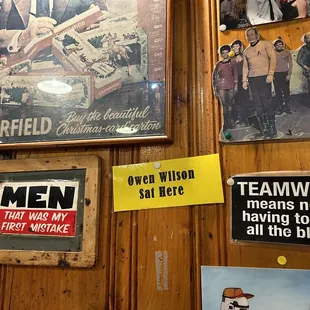 RFIELD
Buy the beautiful
Christmas-card carton
Owen Wilson
Sat Here
MEN
THAT WAS MY
FIRST MISTAKE
TEAMW
means n
having to
all the bl